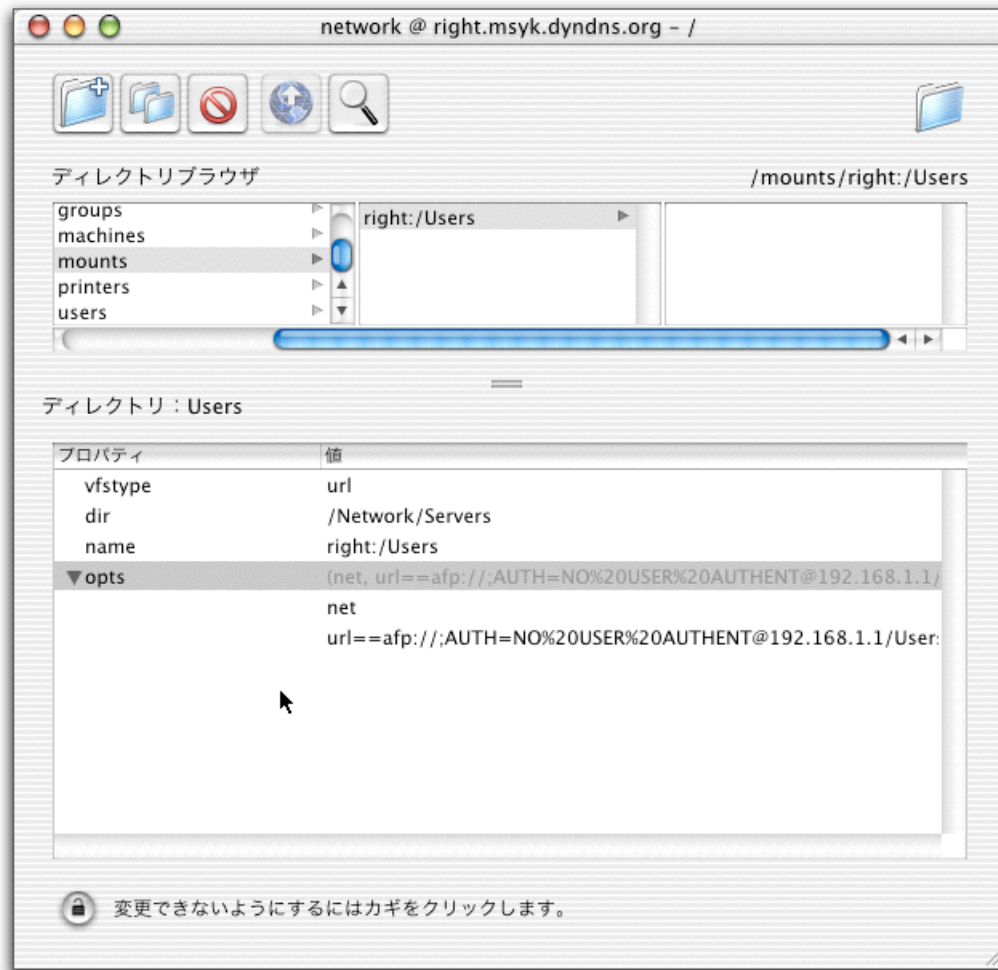 network @ right.msyk.dyndns.org – /
ディレクトリブラウザ
/mounts/right:/Users
groups
machines
mounts
printers
users
right:/Users
ディレクトリ：Users
プロパティ 値
vfstype url
dir /Network/Servers
name right:/Users
opts (net, url==afp://;AUTH=NO%20USER%20AUTHENT@192.168.1.1/
net
url==afp://;AUTH=NO%20USER%20AUTHENT@192.168.1.1/User
変更できないようにするにはカギをクリックします。